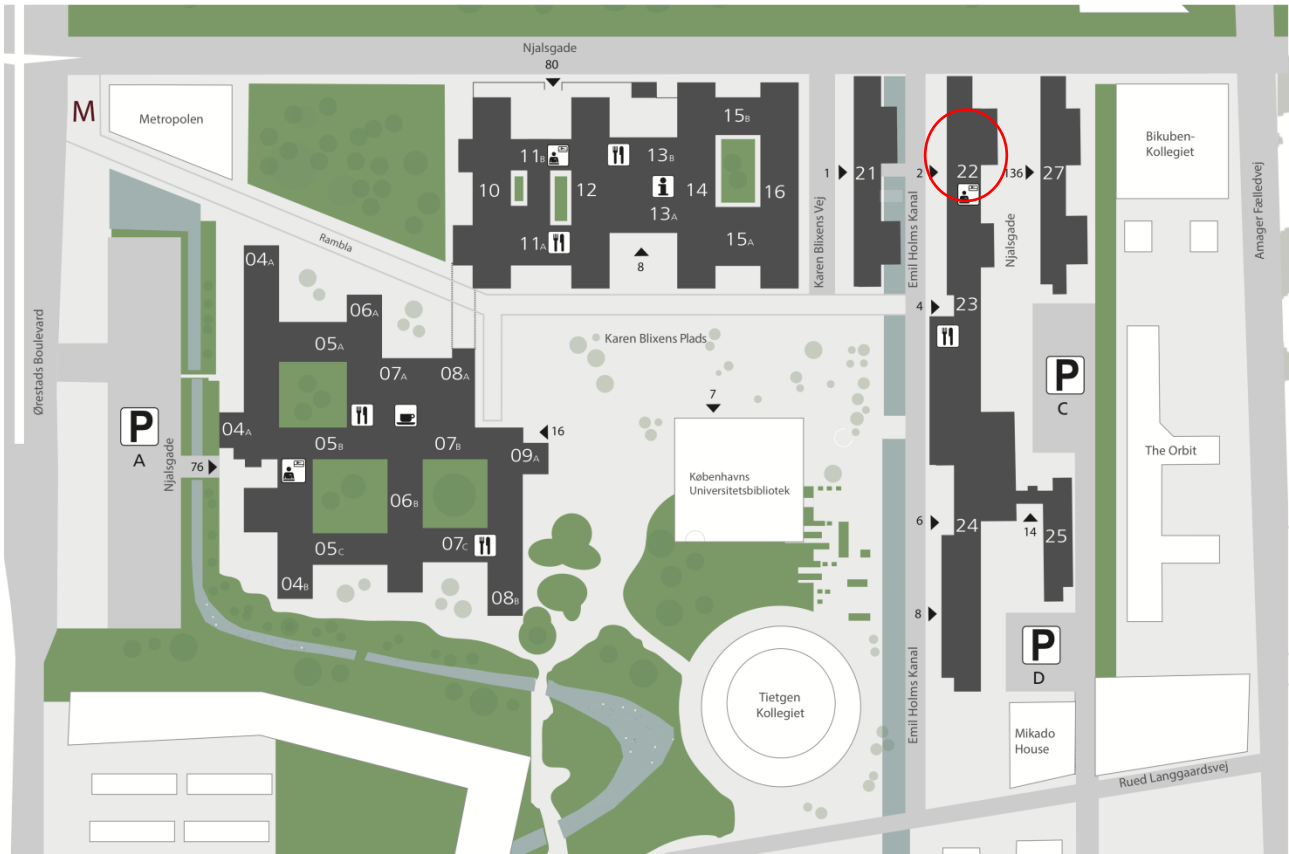 Njalsgade
80
M
Metropolen
15B
11B
13B
Bikuben-
Kollegiet
10
12
14
16
1
21
2
22
136
27
13A
11A
15A
8
Rambla
Karen Blixens Vej
Emil Holms Kanal
Njalsgade
Amager Fælledvej
04A
06A
05A
4
23
Karen Blixens Plads
Ørestads Boulevard
07A
08A
P
C
7
P
A
04A
16
05B
07B
09A
Njalsgade
76
The Orbit
Københavns
Universitetsbibliotek
06B
6
24
14
25
05C
07C
04B
08B
8
P
D
Tietgen
Kollegiet
Emil Holms Kanal
Mikado
House
Rued Langgaardsvej